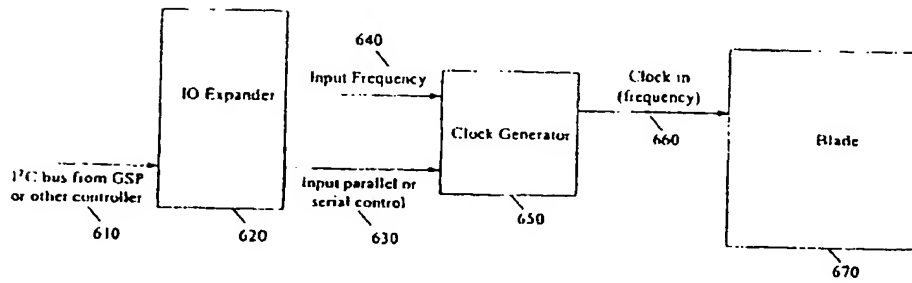 640
Input Frequency
IO Expander
Clock in
(frequency)
660
Clock Generator
Blade
I²C bus from GSP
or other controller
610
620
Input parallel or
serial control
630
650
670